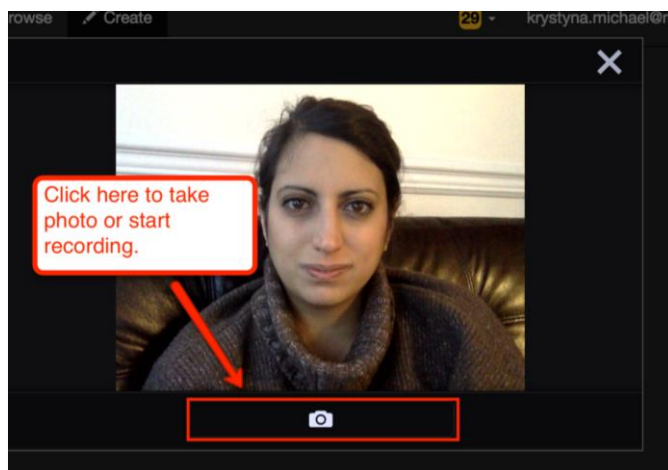 rowse Create 29 krystyna.michael@
Click here to take
photo or start
recording.